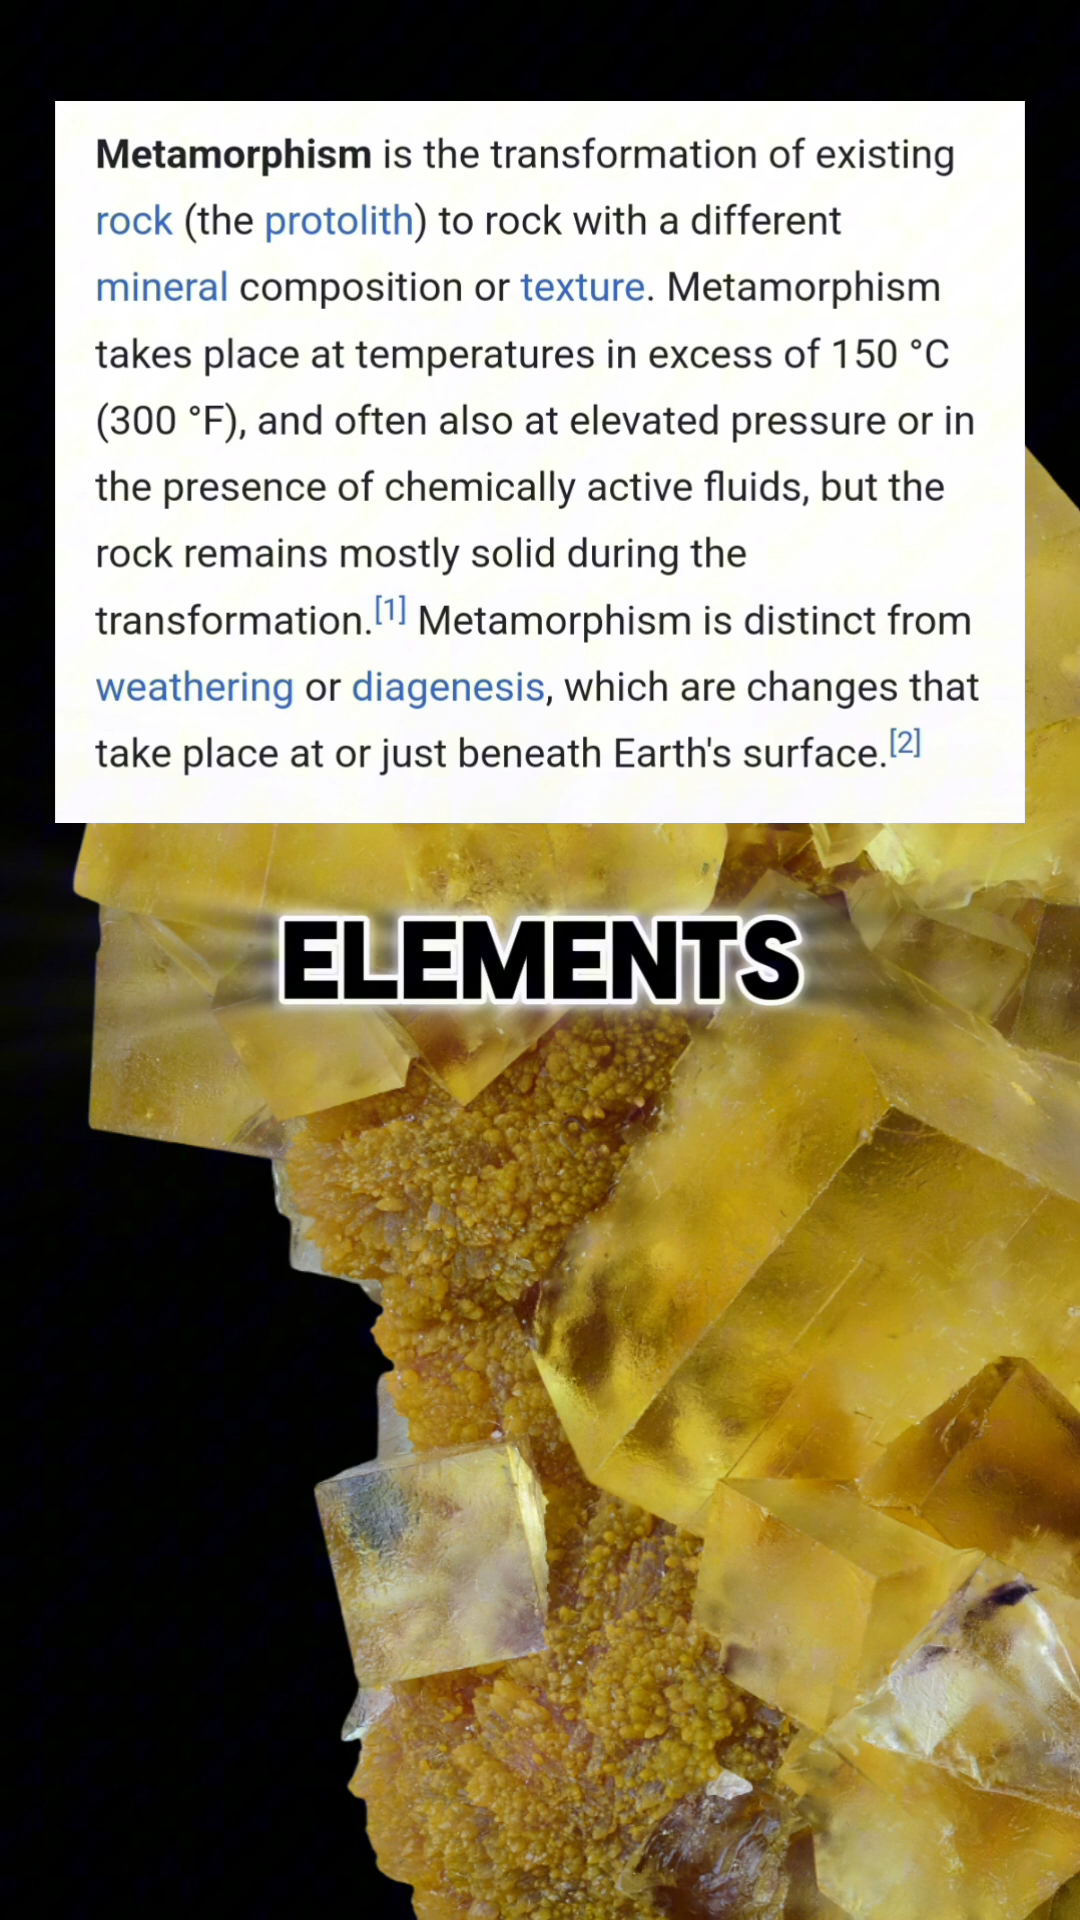 Metamorphism is the transformation of existing
rock (the protolith) to rock with a different
mineral composition or texture. Metamorphism
takes place at temperatures in excess of 150 °C
(300 °F), and often also at elevated pressure or in
the presence of chemically active fluids, but the
rock remains mostly solid during the
transformation.[1] Metamorphism is distinct from
weathering or diagenesis, which are changes that
take place at or just beneath Earth's surface.[2]
ELEMENTS